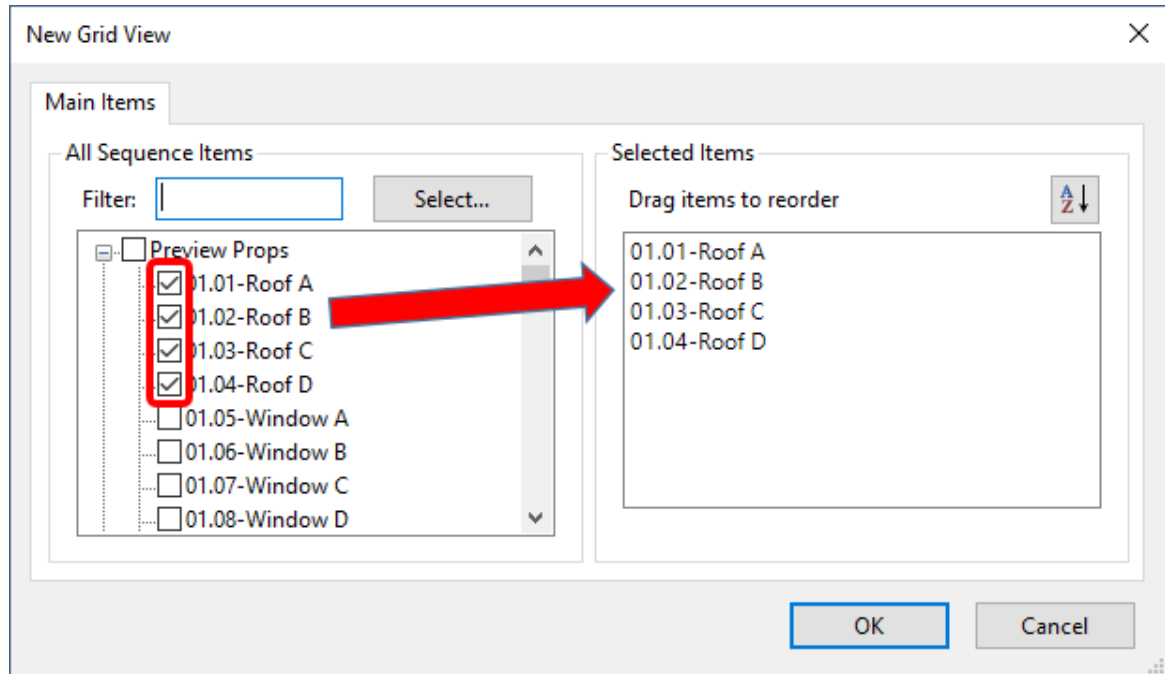 New Grid View
Main Items
All Sequence Items
Filter:
Select...
Preview Props
01.01-Roof A
01.02-Roof B
01.03-Roof C
01.04-Roof D
01.05-Window A
01.06-Window B
01.07-Window C
01.08-Window D
Selected Items
Drag items to reorder
A
Z
01.01-Roof A
01.02-Roof B
01.03-Roof C
01.04-Roof D
OK
Cancel